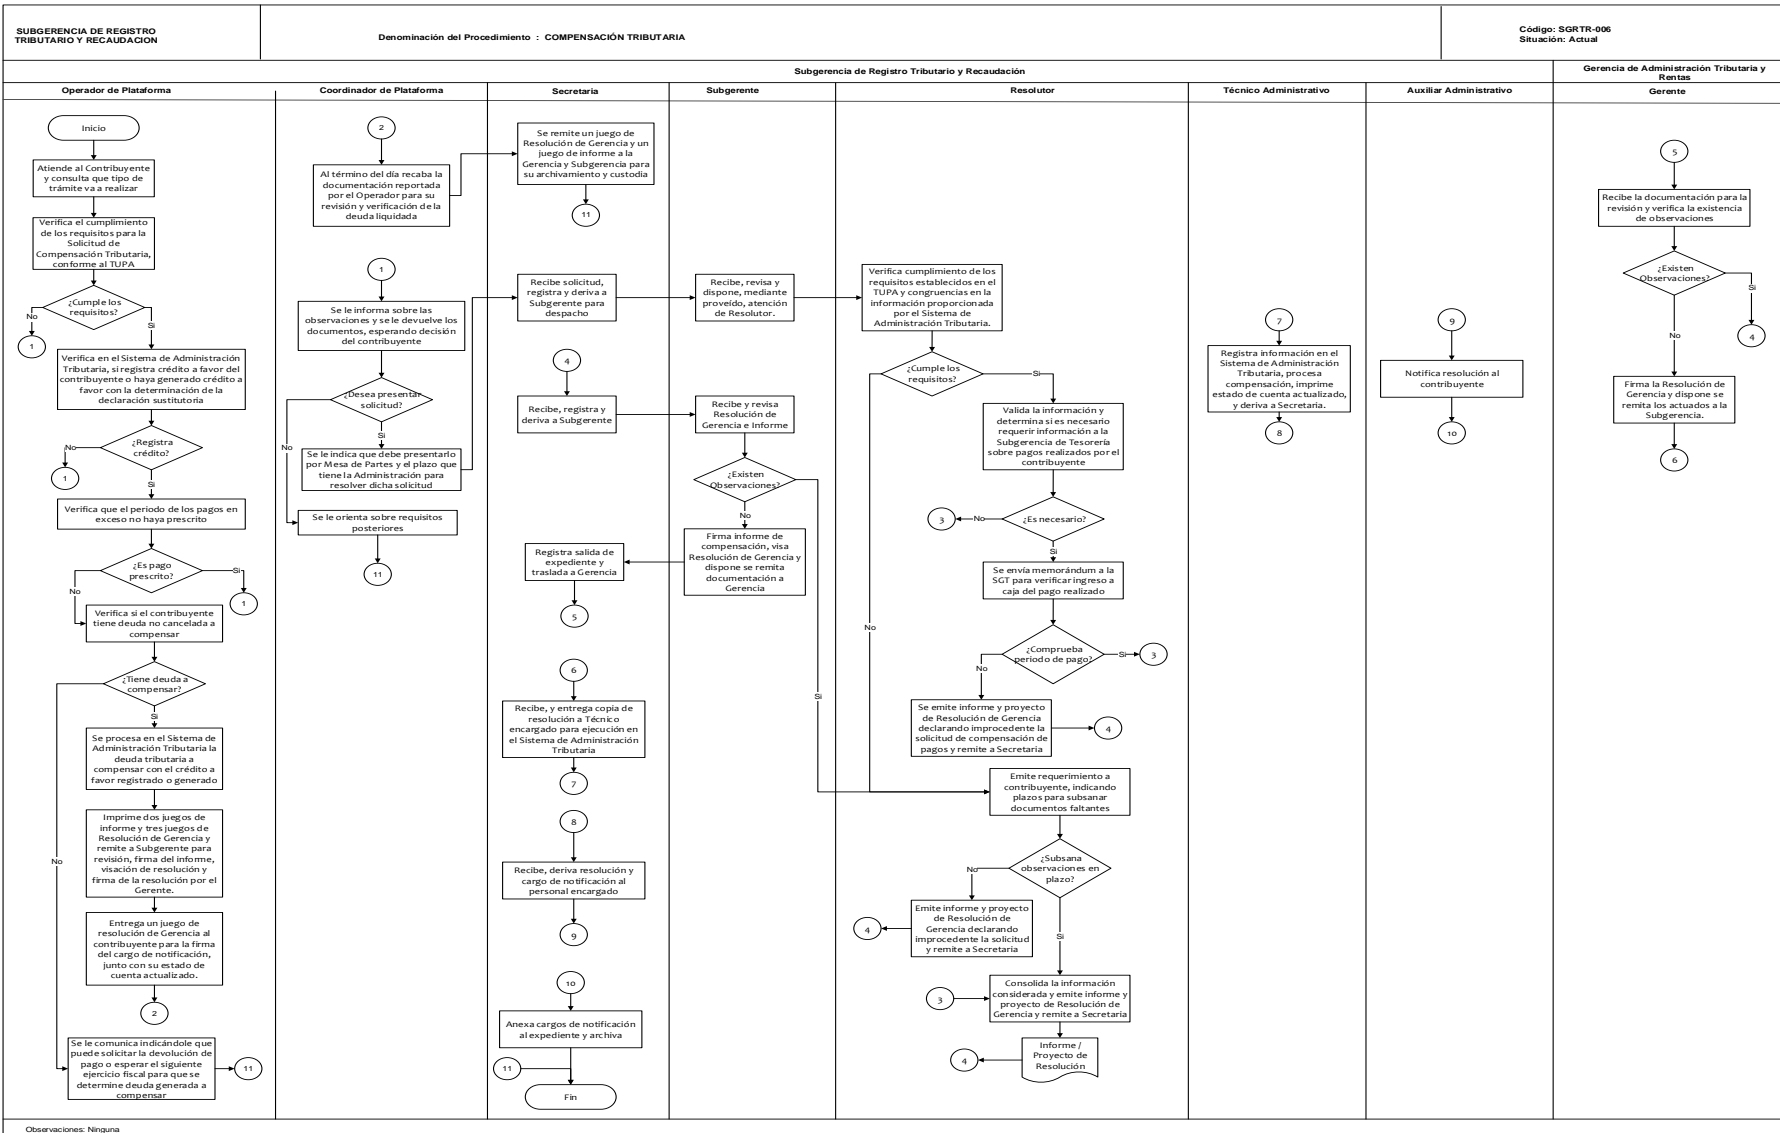 SUBGERENCIA DE REGISTRO
TRIBUTARIO Y RECAUDACION
Denominación del Procedimiento : COMPENSACIÓN TRIBUTARIA
Código: SGRTR-006
Situación: Actual
Subgerencia de Registro Tributario y Recaudación
Gerencia de Administración Tributaria y
Rentas
Operador de Plataforma
Coordinador de Plataforma
Secretaria
Subgerente
Resolutor
Técnico Administrativo
Auxiliar Administrativo
Gerente
Inicio
Atiende al Contribuyente
y consulta que tipo de
trámite va a realizar
Verifica el cumplimiento
de los requisitos para la
Solicitud de
Compensación Tributaria,
conforme al TUPA
¿Cumple los
requisitos?
No
Si
1
Verifica en el Sistema de Administración
Tributaria, si registra crédito a favor del
contribuyente o haya generado crédito a
favor con la determinación de la
declaración sustitutoria
¿Registra
crédito?
No
1
Si
Verifica que el periodo de los pagos en
exceso no haya prescrito
¿Es pago
prescrito?
Si
No
1
Verifica si el contribuyente
tiene deuda no cancelada a
compensar
¿Tiene deuda a
compensar?
Si
Se procesa en el Sistema de
Administración Tributaria la
deuda tributaria a
compensar con el crédito a
favor registrado o generado
Imprime dos juegos de
informe y tres juegos de
Resolución de Gerencia y
remite a Subgerente para
revisión, firma del informe,
visación de resolución y
firma de la resolución por el
Gerente.
No
Entrega un juego de
resolución de Gerencia al
contribuyente para la firma
del cargo de notificación,
junto con su estado de
cuenta actualizado.
2
Se le comunica indicándole que
puede solicitar la devolución de
pago o esperar el siguiente
ejercicio fiscal para que se
determine deuda generada a
compensar
11
2
Al término del día recaba la
documentación reportada
por el Operador para su
revisión y verificación de la
deuda liquidada
1
Se le informa sobre las
observaciones y se le devuelve los
documentos, esperando decisión
del contribuyente
¿Desea presentar
solicitud?
Si
No
Se le indica que debe presentarlo
por Mesa de Partes y el plazo que
tiene la Administración para
resolver dicha solicitud
Se le orienta sobre requisitos
posteriores
11
Se remite un juego de
Resolución de Gerencia y un
juego de informe a la
Gerencia y Subgerencia para
su archivamiento y custodia
11
Recibe solicitud,
registra y deriva a
Subgerente para
despacho
4
Recibe, registra y
deriva a Subgerente
Registra salida de
expediente y
traslada a Gerencia
5
6
Recibe, y entrega copia de
resolución a Técnico
encargado para ejecución en
el Sistema de Administración
Tributaria
7
8
Recibe, deriva resolución y
cargo de notificación al
personal encargado
9
10
Anexa cargos de notificación
al expediente y archiva
11
Fin
Recibe, revisa y
dispone, mediante
proveído, atención
de Resolutor.
Recibe y revisa
Resolución de
Gerencia e Informe
¿Existen
Observaciones?
No
Firma informe de
compensación, visa
Resolución de Gerencia y
dispone se remita
documentación a
Gerencia
Si
Verifica cumplimiento de los
requisitos establecidos en el
TUPA y congruencias en la
información proporcionada
por el Sistema de
Administración Tributaria.
¿Cumple los
requisitos?
Si
Valida la información y
determina si es necesario
requerir información a la
Subgerencia de Tesorería
sobre pagos realizados por el
contribuyente
3
No
¿Es necesario?
Si
Se envía memorándum a la
SGT para verificar ingreso a
caja del pago realizado
No
¿Comprueba
periodo de pago?
Si
3
No
Se emite informe y proyecto
de Resolución de Gerencia
declarando improcedente la
solicitud de compensación de
pagos y remite a Secretaria
4
Emite requerimiento a
contribuyente, indicando
plazos para subsanar
documentos faltantes
¿Subsana
observaciones en
plazo?
No
Emite informe y proyecto
de Resolución de
Gerencia declarando
improcedente la solicitud
y remite a Secretaria
4
Si
3
Consolida la información
considerada y emite informe y
proyecto de Resolución de
Gerencia y remite a Secretaria
Informe /
Proyecto de
Resolución
4
7
Registra información en el
Sistema de Administración
Tributaria, procesa
compensación, imprime
estado de cuenta actualizado,
y deriva a Secretaria.
8
9
Notifica resolución al
contribuyente
10
5
Recibe la documentación para la
revisión y verifica la existencia
de observaciones
¿Existen
Observaciones?
Si
4
No
Firma la Resolución de
Gerencia y dispone se
remita los actuados a la
Subgerencia.
6
Observaciones: Ninguna